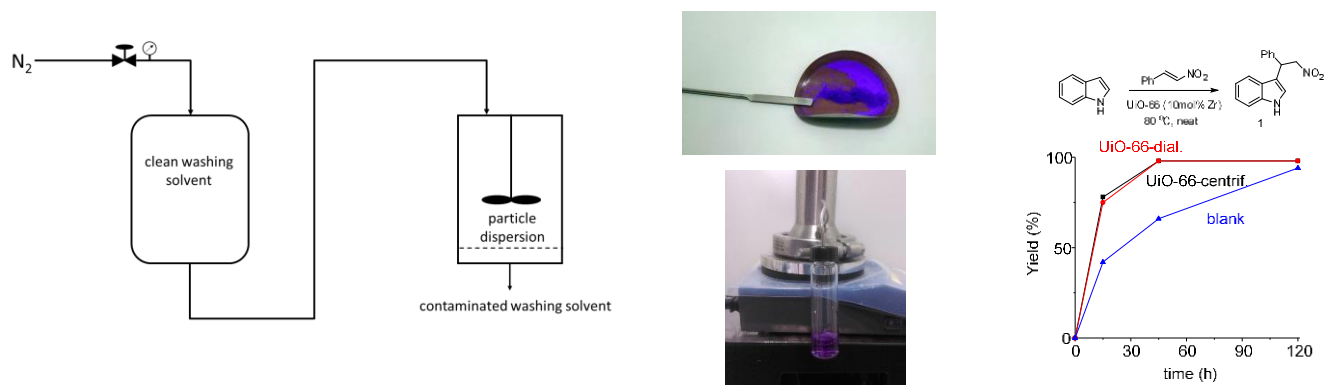 N2
clean washing
solvent
particle
dispersion
contaminated washing solvent
N
H
Ph
NO2
UiO-66 (10mol% Zr)
80 ⁰C, neat
Ph
NO2
N
H
1
UiO-66-dial.
UiO-66-centrif.
blank
Yield (%)
100
50
0
0
30
60
90
120
time (h)